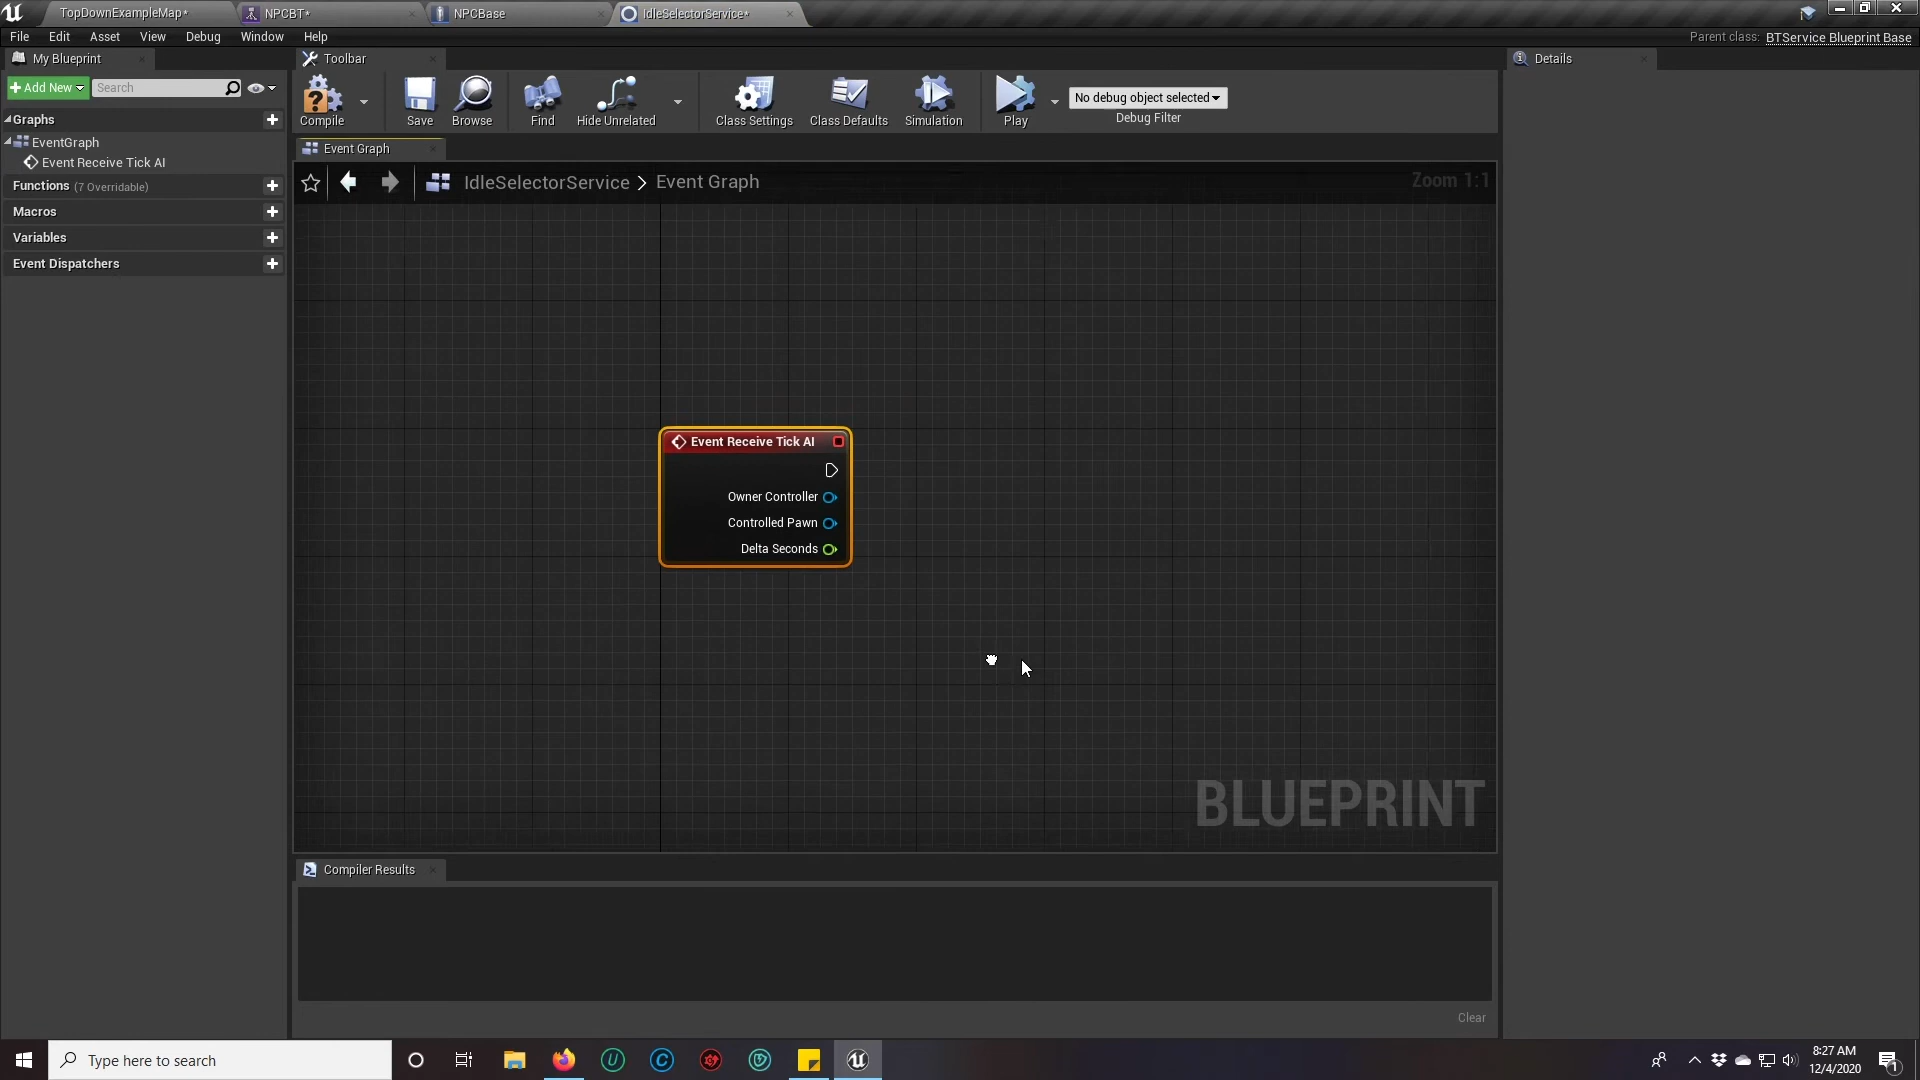 TopDownExampleMap*
NPCBT*
NPCBase
IdleSelectorService*
File Edit Asset View Debug Window Help
Parent class: BTService Blueprint Base
My Blueprint
Toolbar
Details
Add New
Search
Compile
Save
Browse
Find
Hide Unrelated
Class Settings
Class Defaults
Simulation
Play
No debug object selected
Debug Filter
Graphs
EventGraph
Event Receive Tick AI
Functions (7 Overridable)
Macros
Variables
Event Dispatchers
Event Graph
IdleSelectorService > Event Graph
Zoom 1:1
Event Receive Tick AI
Owner Controller
Controlled Pawn
Delta Seconds
BLUEPRINT
Compiler Results
Clear
Type here to search
8:27 AM
12/4/2020
1